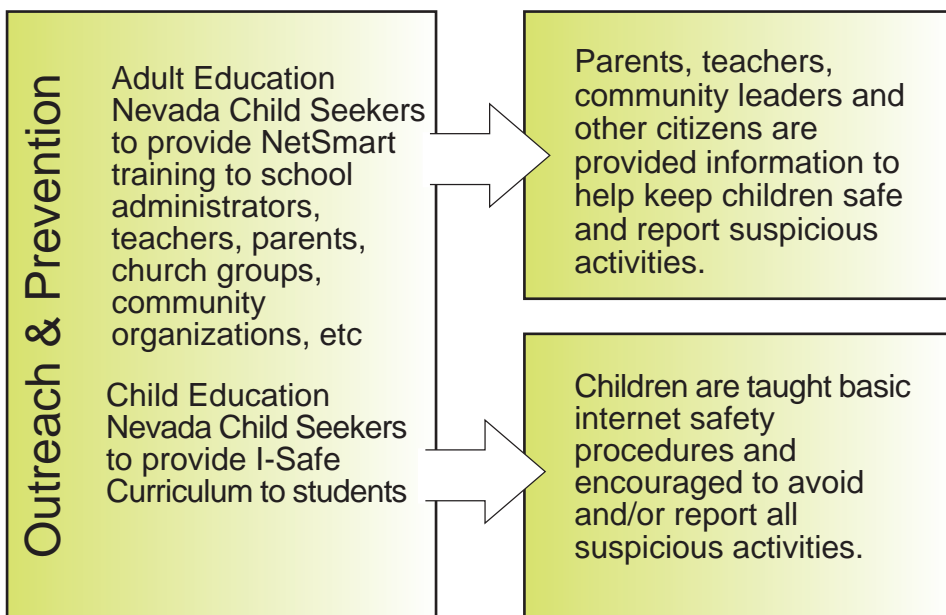 Outreach & Prevention
Adult Education
Nevada Child Seekers
to provide NetSmart
training to school
administrators,
teachers, parents,
church groups,
community
organizations, etc
Child Education
Nevada Child Seekers
to provide I-Safe
Curriculum to students
Parents, teachers,
community leaders and
other citizens are
provided information to
help keep children safe
and report suspicious
activities.
Children are taught basic
internet safety
procedures and
encouraged to avoid
and/or report all
suspicious activities.